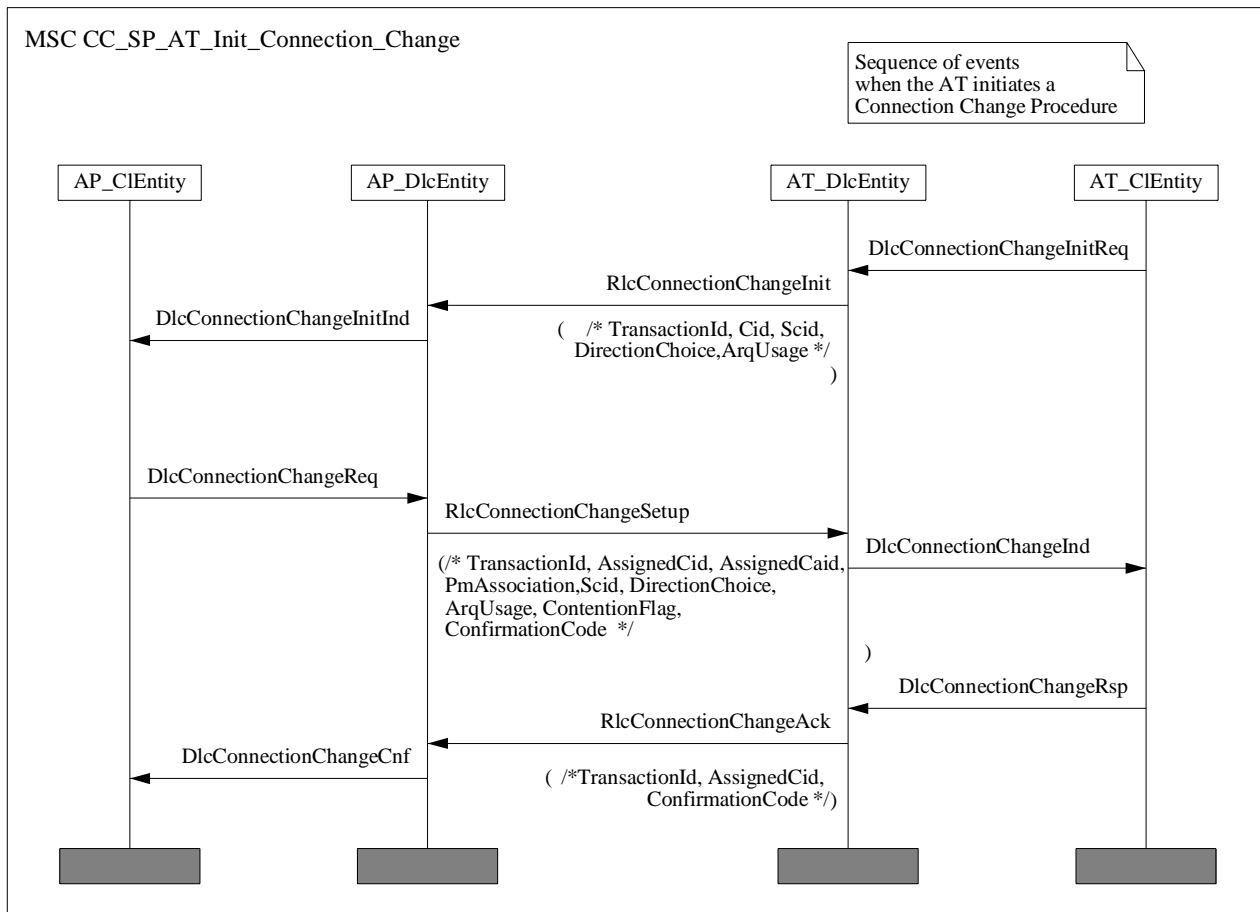 MSC CC_SP_AT_Init_Connection_Change
Sequence of events
when the AT initiates a
Connection Change Procedure
AP_ClEntity
AP_DlcEntity
AT_DlcEntity
AT_ClEntity
DlcConnectionChangeInitReq
RlcConnectionChangeInit
DlcConnectionChangeInitInd
( /* TransactionId, Cid, Scid,
DirectionChoice,ArqUsage */
)
DlcConnectionChangeReq
RlcConnectionChangeSetup
DlcConnectionChangeInd
(/* TransactionId, AssignedCid, AssignedCaid,
PmAssociation,Scid, DirectionChoice,
ArqUsage, ContentionFlag,
ConfirmationCode */
)
DlcConnectionChangeRsp
RlcConnectionChangeAck
DlcConnectionChangeCnf
( /*TransactionId, AssignedCid,
ConfirmationCode */)